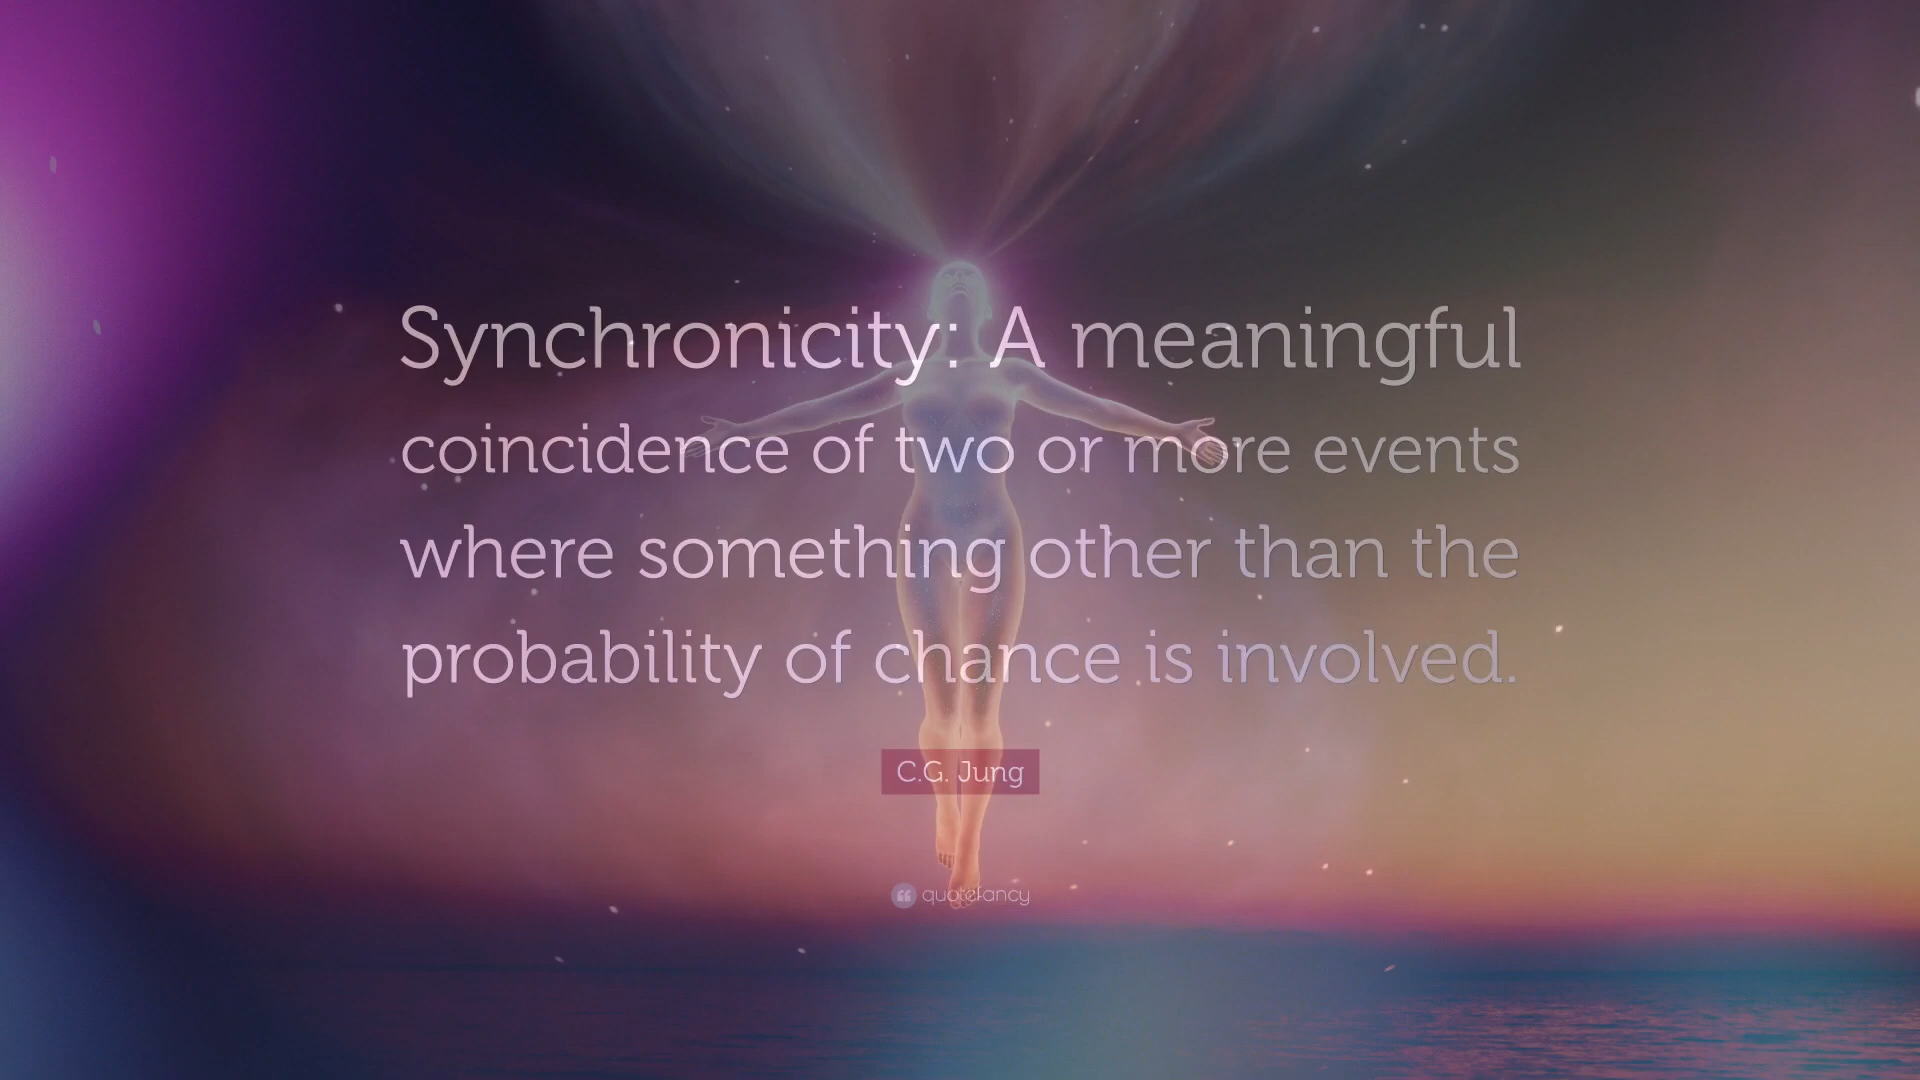 Synchronicity: A meaningful
coincidence of two or more events
where something other than the
probability of chance is involved.
C.G. Jung
quotefancy